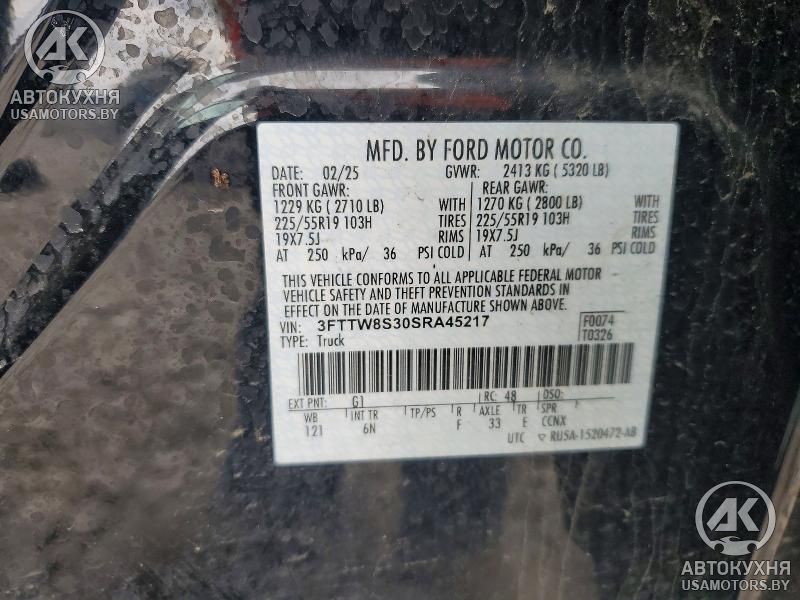 AK
АВТОКУХНЯ
USAMOTORS.BY
MFD. BY FORD MOTOR CO.
DATE: 02/25 GVWR: 2413 KG ( 5320 LB)
FRONT GAWR: REAR GAWR:
1229 KG ( 2710 LB) WITH 1270 KG ( 2800 LB) WITH
225/55R19 103H TIRES 225/55R19 103H TIRES
19X7.5J RIMS 19X7.5J RIMS
AT 250 kPa/ 36 PSI COLD AT 250 kPa/ 36 PSI COLD
THIS VEHICLE CONFORMS TO ALL APPLICABLE FEDERAL MOTOR
VEHICLE SAFETY AND THEFT PREVENTION STANDARDS IN
EFFECT ON THE DATE OF MANUFACTURE SHOWN ABOVE.
VIN: 3FTTW8S30SRA45217 F0074
TYPE: Truck T0326
EXT PNT: G1 RC: 48 DSO:
WB INT TR TP/PS R AXLE TR SPR
121 6N F 33 E CCNX
UTC ▽ RU5A-1520472-AB
AK
АВТОКУХНЯ
USAMOTORS.BY